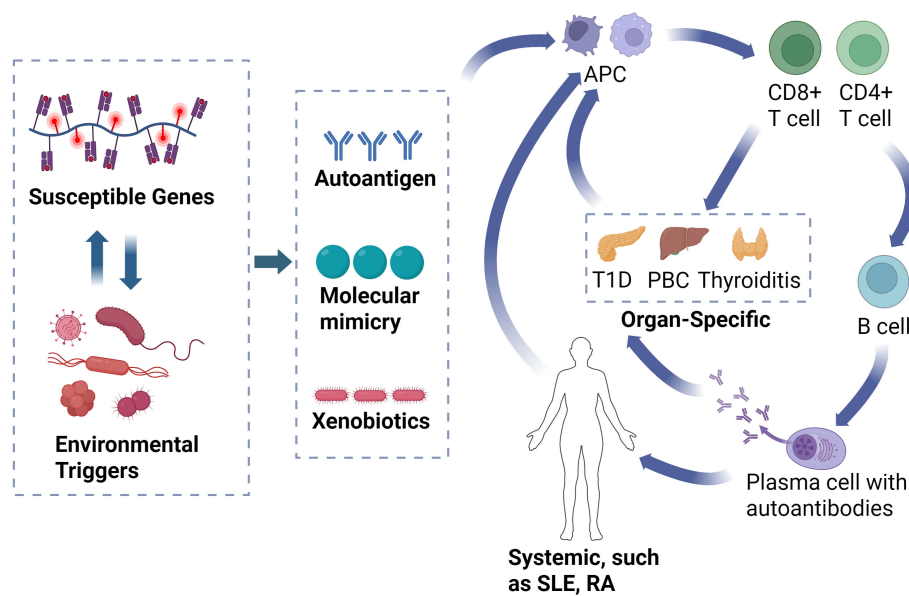 Susceptible Genes
Environmental
Triggers
Autoantigen
Molecular
mimicry
Xenobiotics
APC
CD8+
T cell
CD4+
T cell
T1D
PBC
Thyroiditis
Organ-Specific
B cell
Plasma cell with
autoantibodies
Systemic, such
as SLE, RA